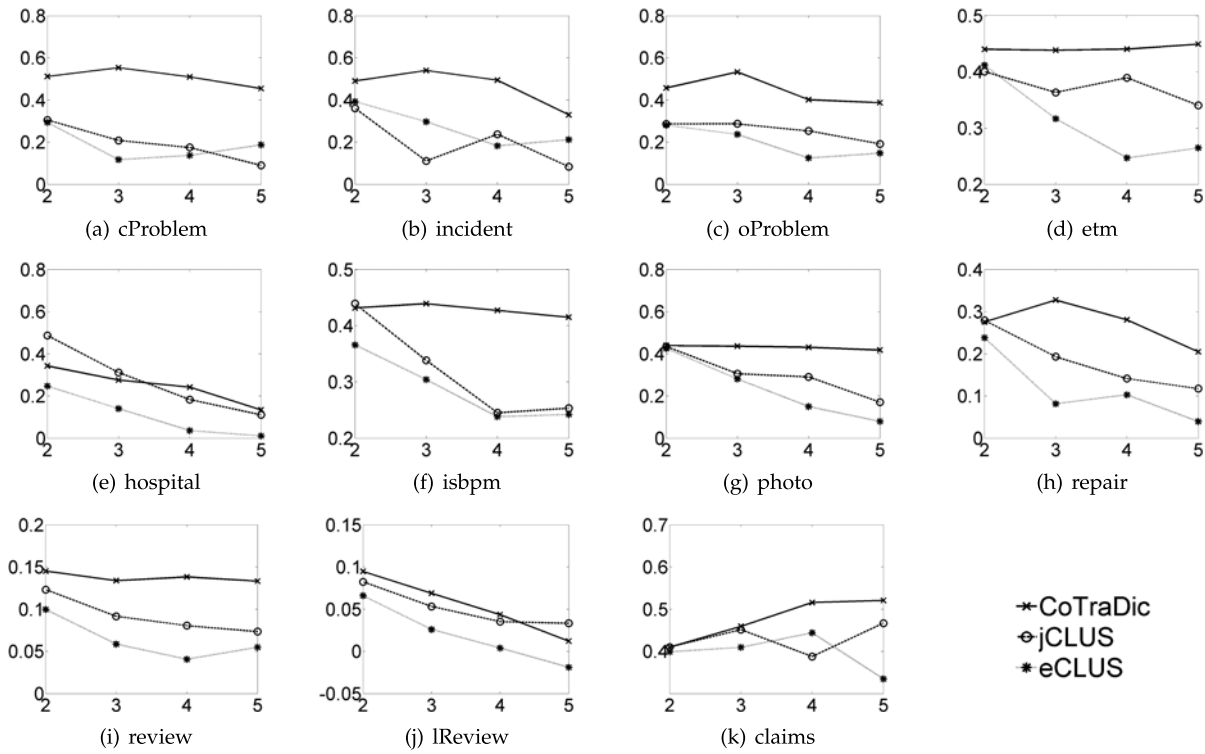 0.8
0.6
0.4
0.2
0
2 3 4 5
(a) cProblem
0.8
0.6
0.4
0.2
0
2 3 4 5
(b) incident
0.8
0.6
0.4
0.2
0
2 3 4 5
(c) oProblem
0.5
0.4
0.3
0.2
2 3 4 5
(d) etm
0.8
0.6
0.4
0.2
0
2 3 4 5
(e) hospital
0.5
0.4
0.3
0.2
2 3 4 5
(f) isbpm
0.8
0.6
0.4
0.2
0
2 3 4 5
(g) photo
0.4
0.3
0.2
0.1
0
2 3 4 5
(h) repair
0.2
0.15
0.1
0.05
0
2 3 4 5
(i) review
0.15
0.1
0.05
0
-0.05
2 3 4 5
(j) lReview
0.7
0.6
0.5
0.4
2 3 4 5
(k) claims
CoTraDic
jCLUS
eCLUS